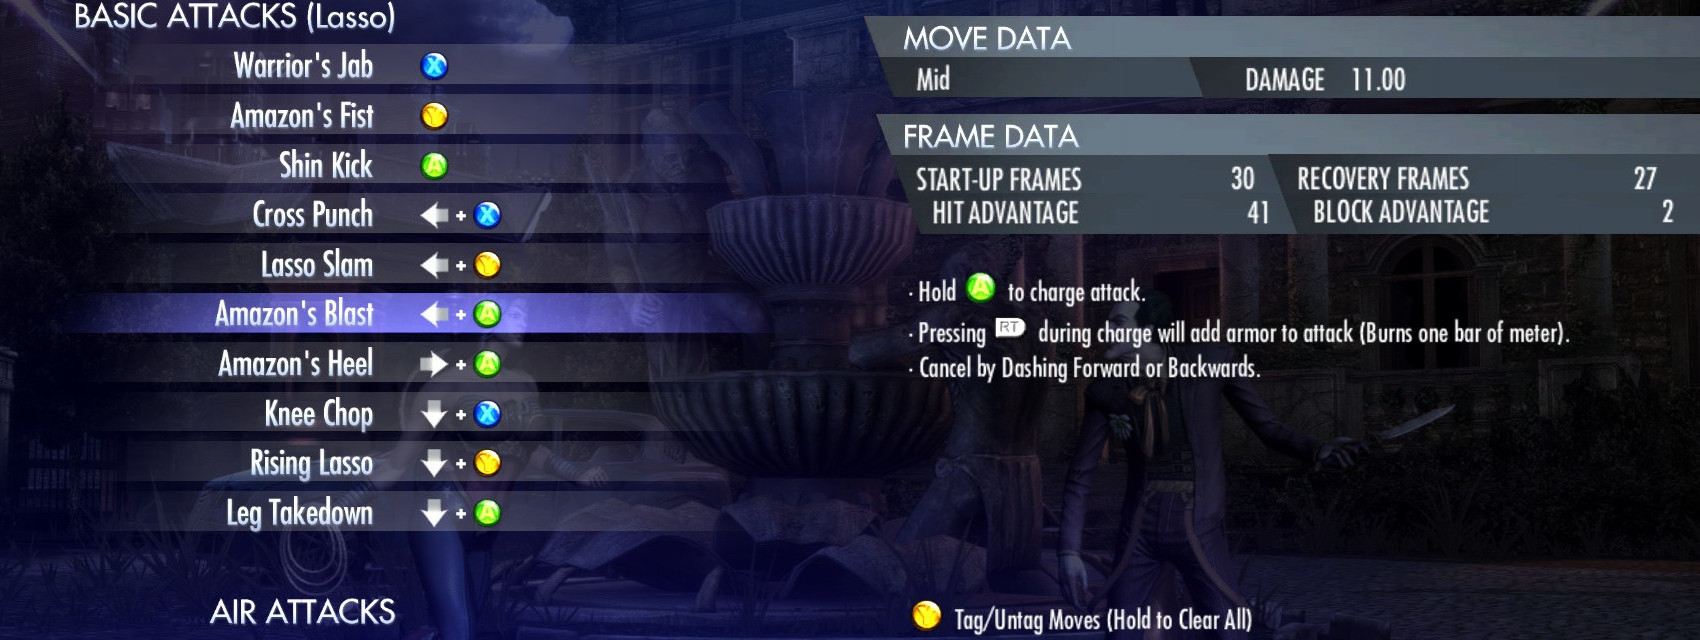 BASIC ATTACKS (Lasso)
Warrior's Jab X
Amazon's Fist Y
Shin Kick A
Cross Punch + X
Lasso Slam + Y
Amazon's Blast + A
Amazon's Heel + A
Knee Chop + X
Rising Lasso + Y
Leg Takedown + A
AIR ATTACKS
MOVE DATA
Mid DAMAGE 11.00
FRAME DATA
START-UP FRAMES 30 RECOVERY FRAMES 27
HIT ADVANTAGE 41 BLOCK ADVANTAGE 2
· Hold A to charge attack.
· Pressing RT during charge will add armor to attack (Burns one bar of meter).
· Cancel by Dashing Forward or Backwards.
Y Tag/Untag Moves (Hold to Clear All)